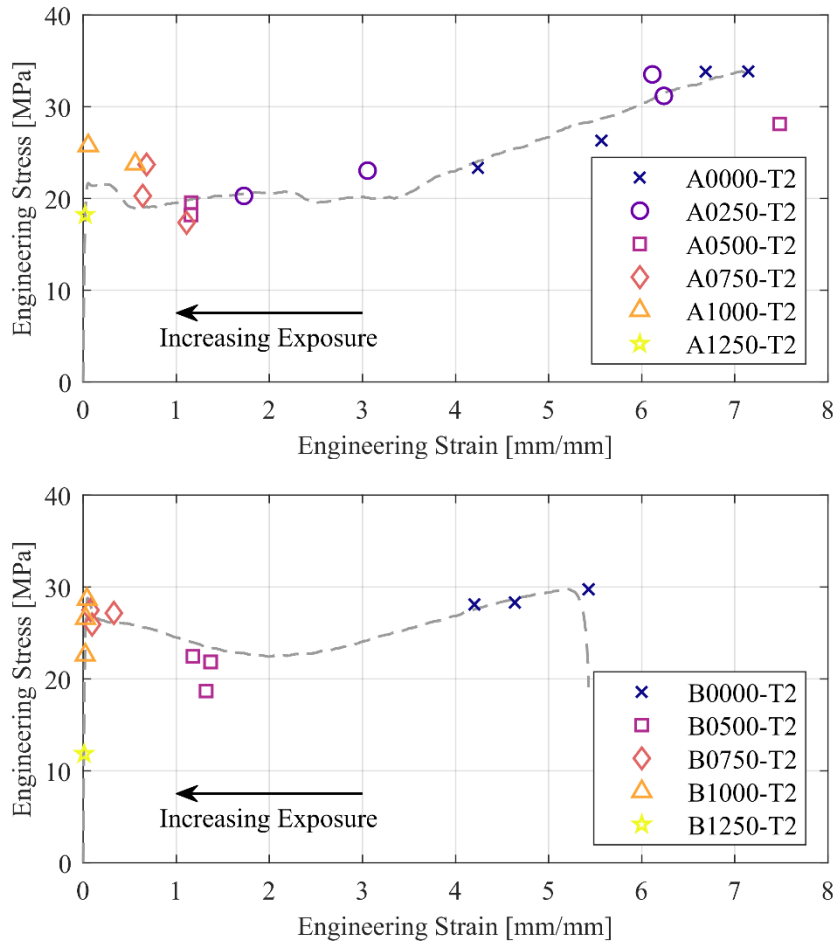 40
30
20
10
0
Engineering Stress [MPa]
A0000-T2
A0250-T2
A0500-T2
A0750-T2
A1000-T2
A1250-T2
Increasing Exposure
0 1 2 3 4 5 6 7 8
Engineering Strain [mm/mm]
40
30
20
10
0
Engineering Stress [MPa]
B0000-T2
B0500-T2
B0750-T2
B1000-T2
B1250-T2
Increasing Exposure
0 1 2 3 4 5 6 7 8
Engineering Strain [mm/mm]